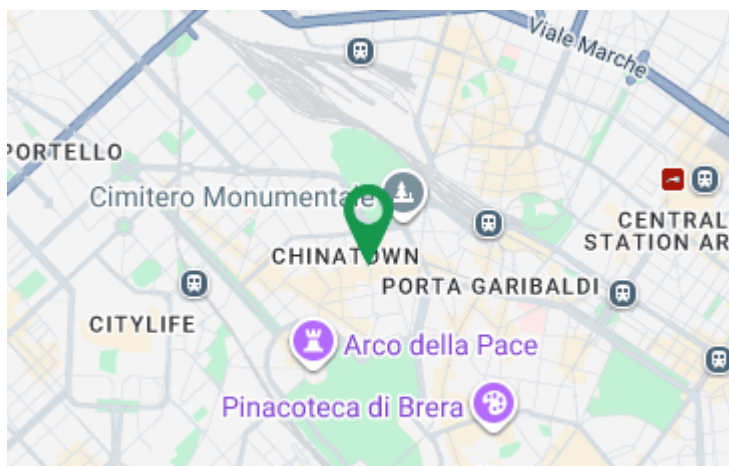 Viale Marche
PORTELLO
Cimitero Monumentale
CENTRAL
STATION AR
CHINATOWN
PORTA GARIBALDI
CITYLIFE
Arco della Pace
Pinacoteca di Brera